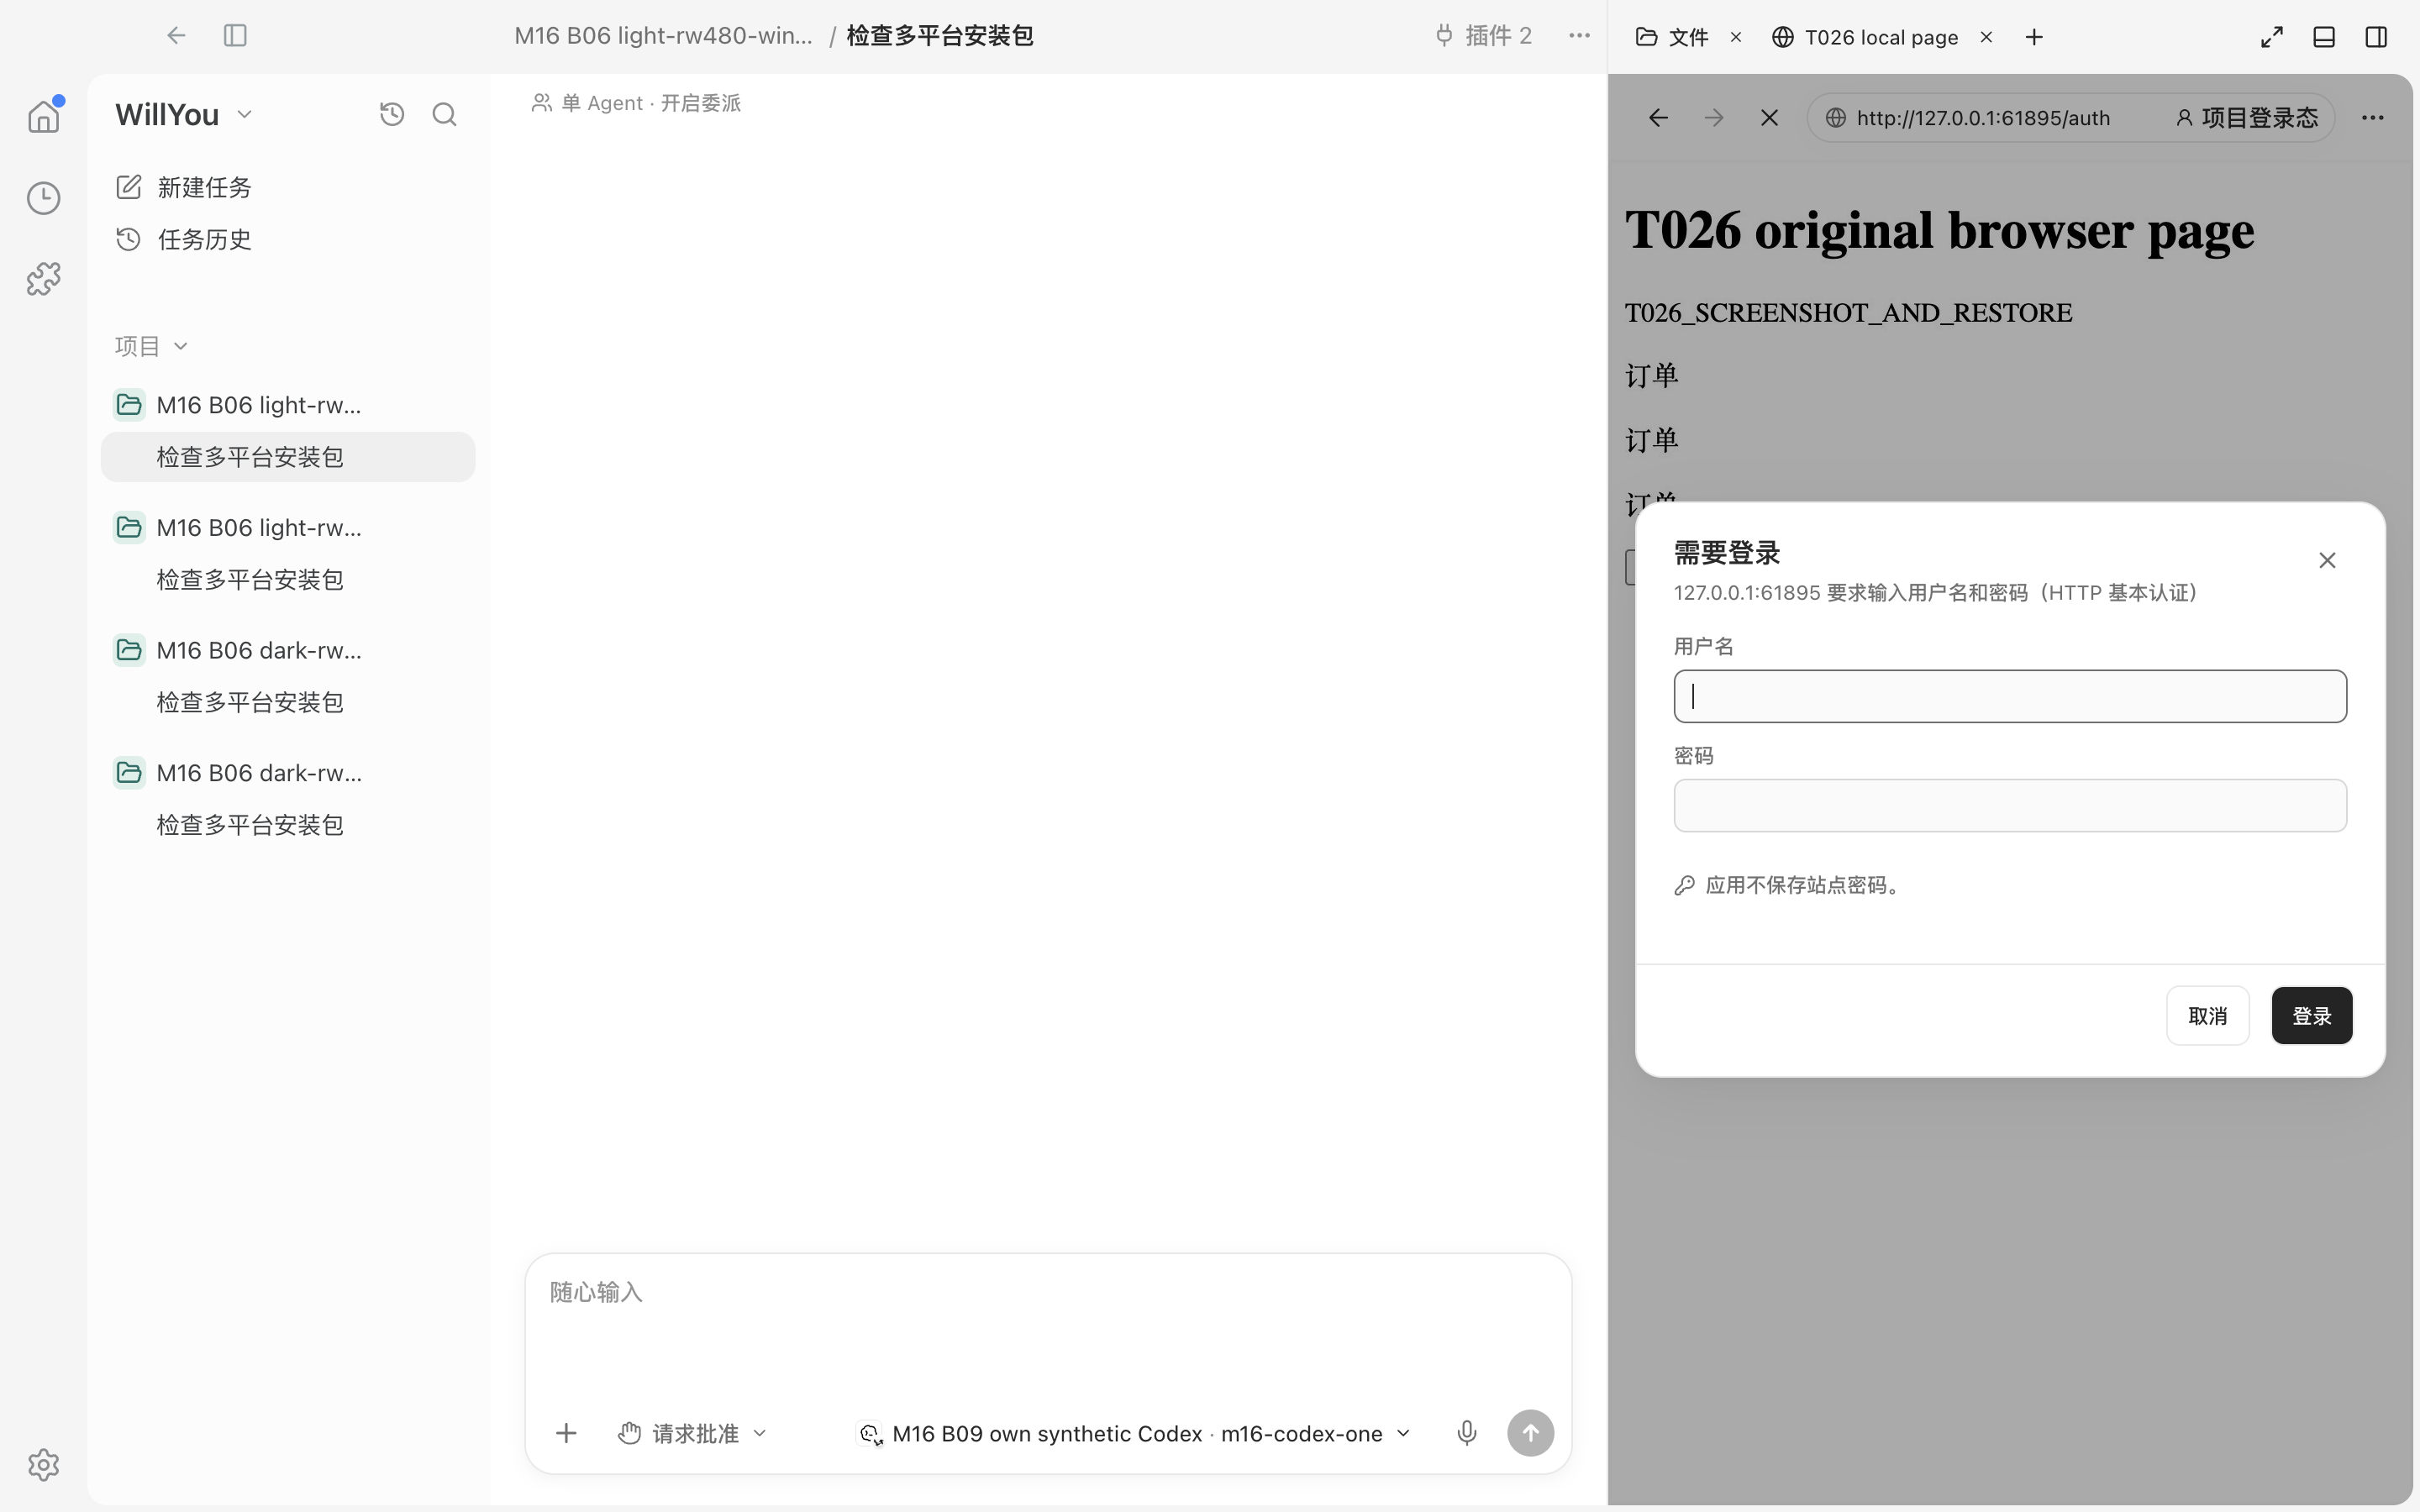 M16 B06 light-rw480-win... / 检查多平台安装包
插件 2
文件
T026 local page
WillYou
新建任务
任务历史
项目
M16 B06 light-rw...
检查多平台安装包
M16 B06 light-rw...
检查多平台安装包
M16 B06 dark-rw...
检查多平台安装包
M16 B06 dark-rw...
检查多平台安装包
单 Agent · 开启委派
随心输入
请求批准
M16 B09 own synthetic Codex · m16-codex-one
http://127.0.0.1:61895/auth
项目登录态
T026 original browser page
T026_SCREENSHOT_AND_RESTORE
订单
订单
订单
需要登录
127.0.0.1:61895 要求输入用户名和密码（HTTP 基本认证）
用户名
密码
应用不保存站点密码。
取消
登录